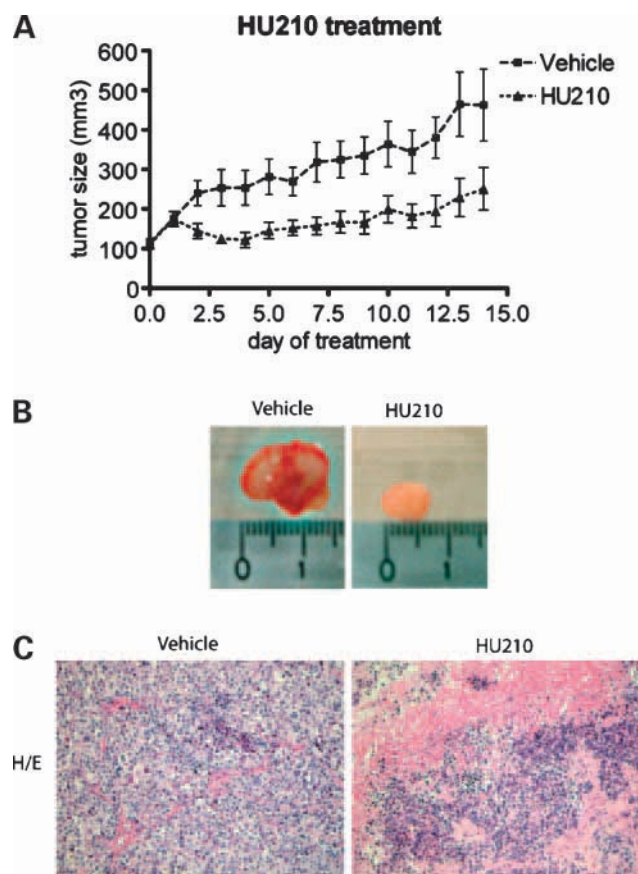 A
HU210 treatment
600
500
400
300
200
100
0
tumor size (mm3)
0.0 2.5 5.0 7.5 10.0 12.5 15.0
day of treatment
Vehicle
HU210
B
Vehicle HU210
0 1 0 1
C
Vehicle HU210
H/E